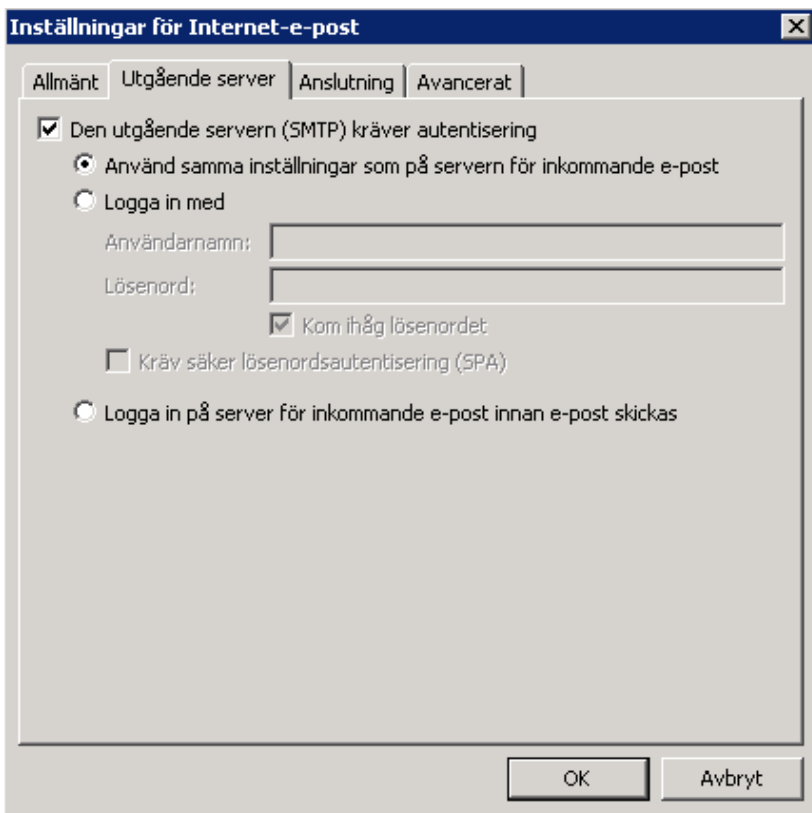 Inställningar för Internet-e-post
Allmänt Utgående server Anslutning Avancerat
Den utgående servern (SMTP) kräver autentisering
Använd samma inställningar som på servern för inkommande e-post
Logga in med
Användarnamn:
Lösenord:
Kom ihåg lösenordet
Kräv säker lösenordsautentisering (SPA)
Logga in på server för inkommande e-post innan e-post skickas
OK Avbryt